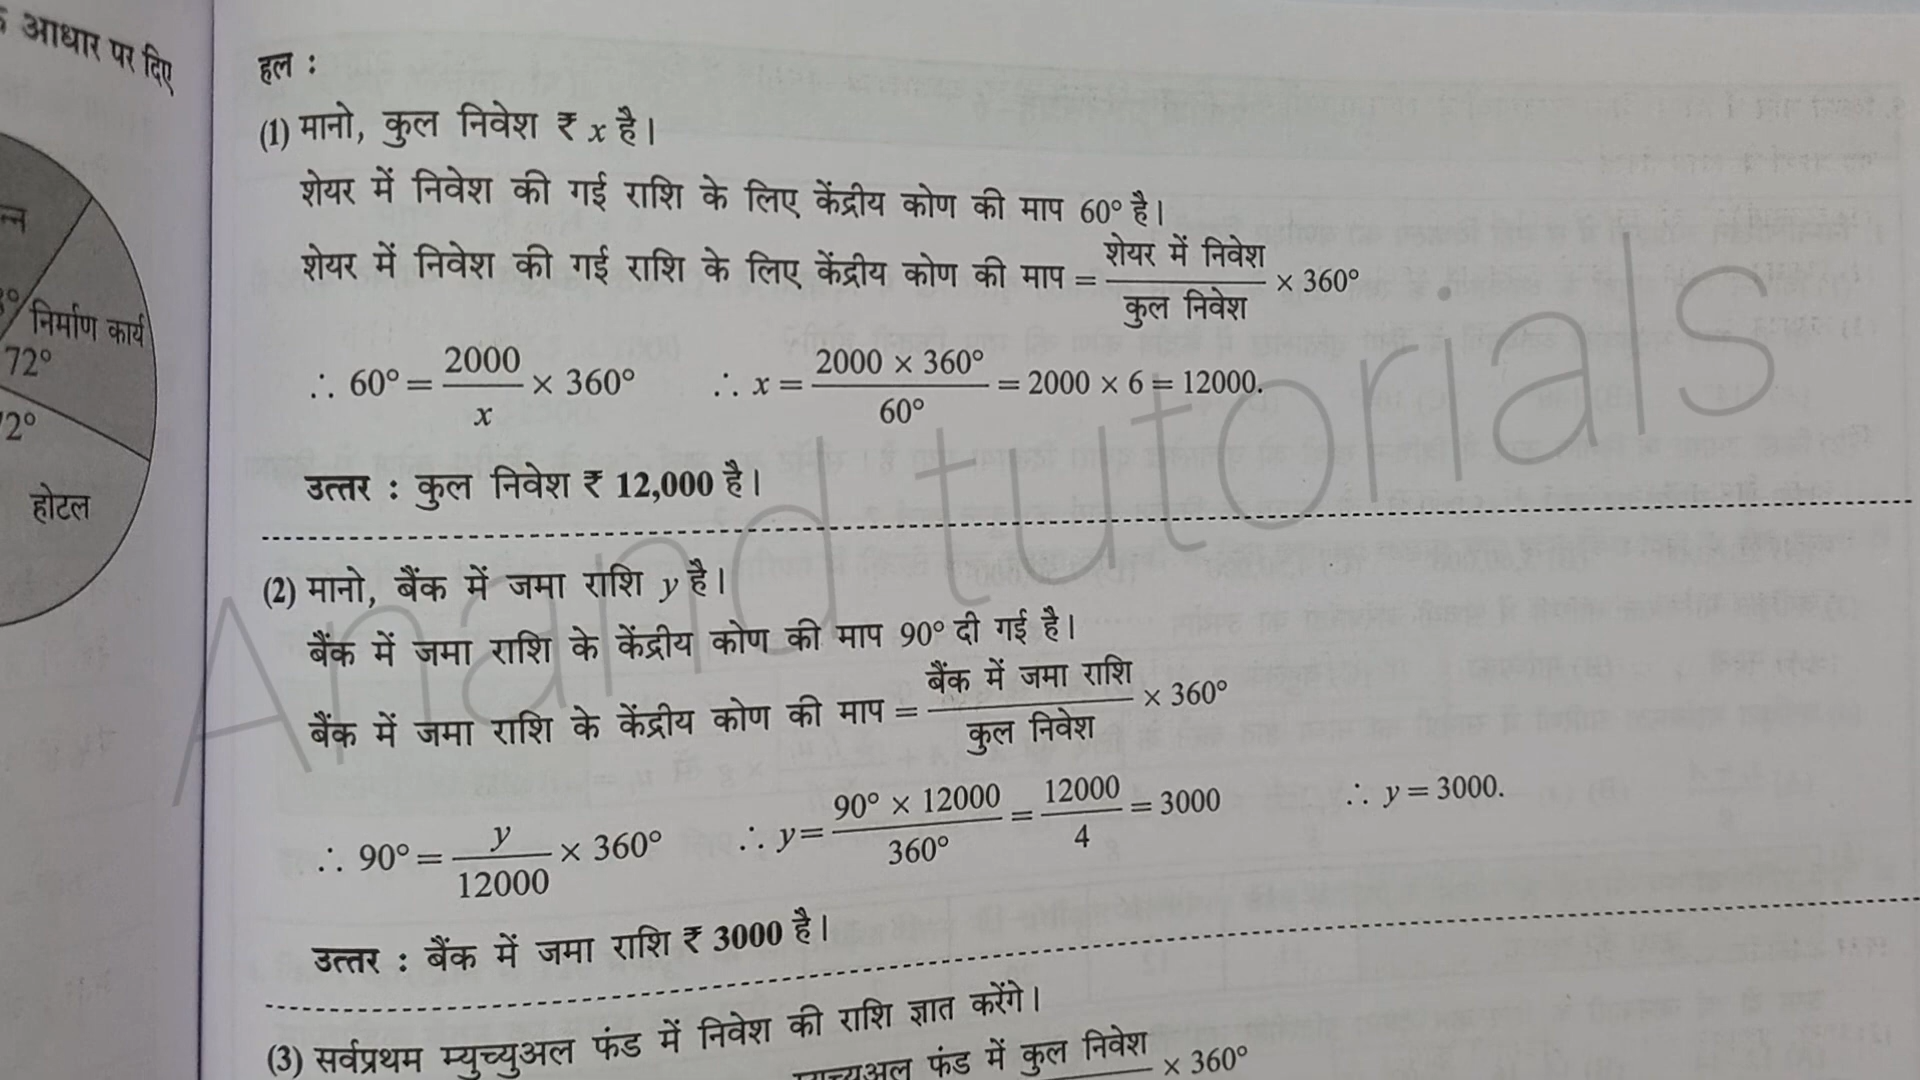 आधार पर दिए
निर्माण कार्य
72°
2°
होटल
हल :
(1) मानो, कुल निवेश ₹ x है।
शेयर में निवेश की गई राशि के लिए केंद्रीय कोण की माप 60° है।
शेयर में निवेश की गई राशि के लिए केंद्रीय कोण की माप = शेयर में निवेश / कुल निवेश × 360°
∴ 60° = 2000 / x × 360° ∴ x = 2000 × 360° / 60° = 2000 × 6 = 12000.
उत्तर : कुल निवेश ₹ 12,000 है।
(2) मानो, बैंक में जमा राशि y है।
बैंक में जमा राशि के केंद्रीय कोण की माप 90° दी गई है।
बैंक में जमा राशि के केंद्रीय कोण की माप = बैंक में जमा राशि / कुल निवेश × 360°
∴ 90° = y / 12000 × 360° ∴ y = 90° × 12000 / 360° = 12000 / 4 = 3000 ∴ y = 3000.
उत्तर : बैंक में जमा राशि ₹ 3000 है।
(3) सर्वप्रथम म्युच्युअल फंड में निवेश की राशि ज्ञात करेंगे।
म्युच्युअल फंड में कुल निवेश × 360°
Anand tutorials